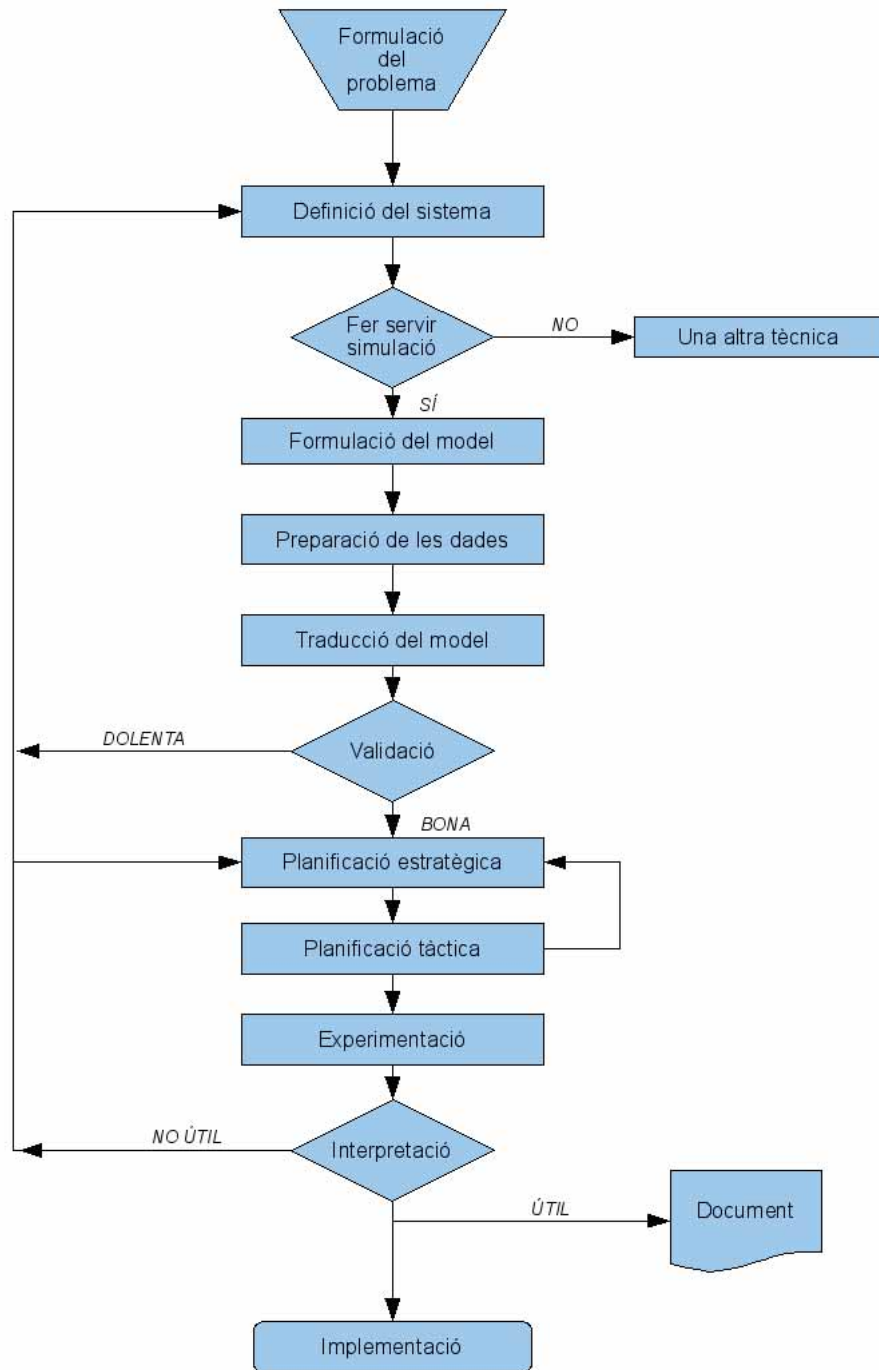 Formulació
del
problema
Definició del sistema
Fer servir
simulació
NO
Una altra tècnica
SÍ
Formulació del model
Preparació de les dades
Traducció del model
DOLENTA
Validació
BONA
Planificació estratègica
Planificació tàctica
Experimentació
NO ÚTIL
Interpretació
ÚTIL
Document
Implementació